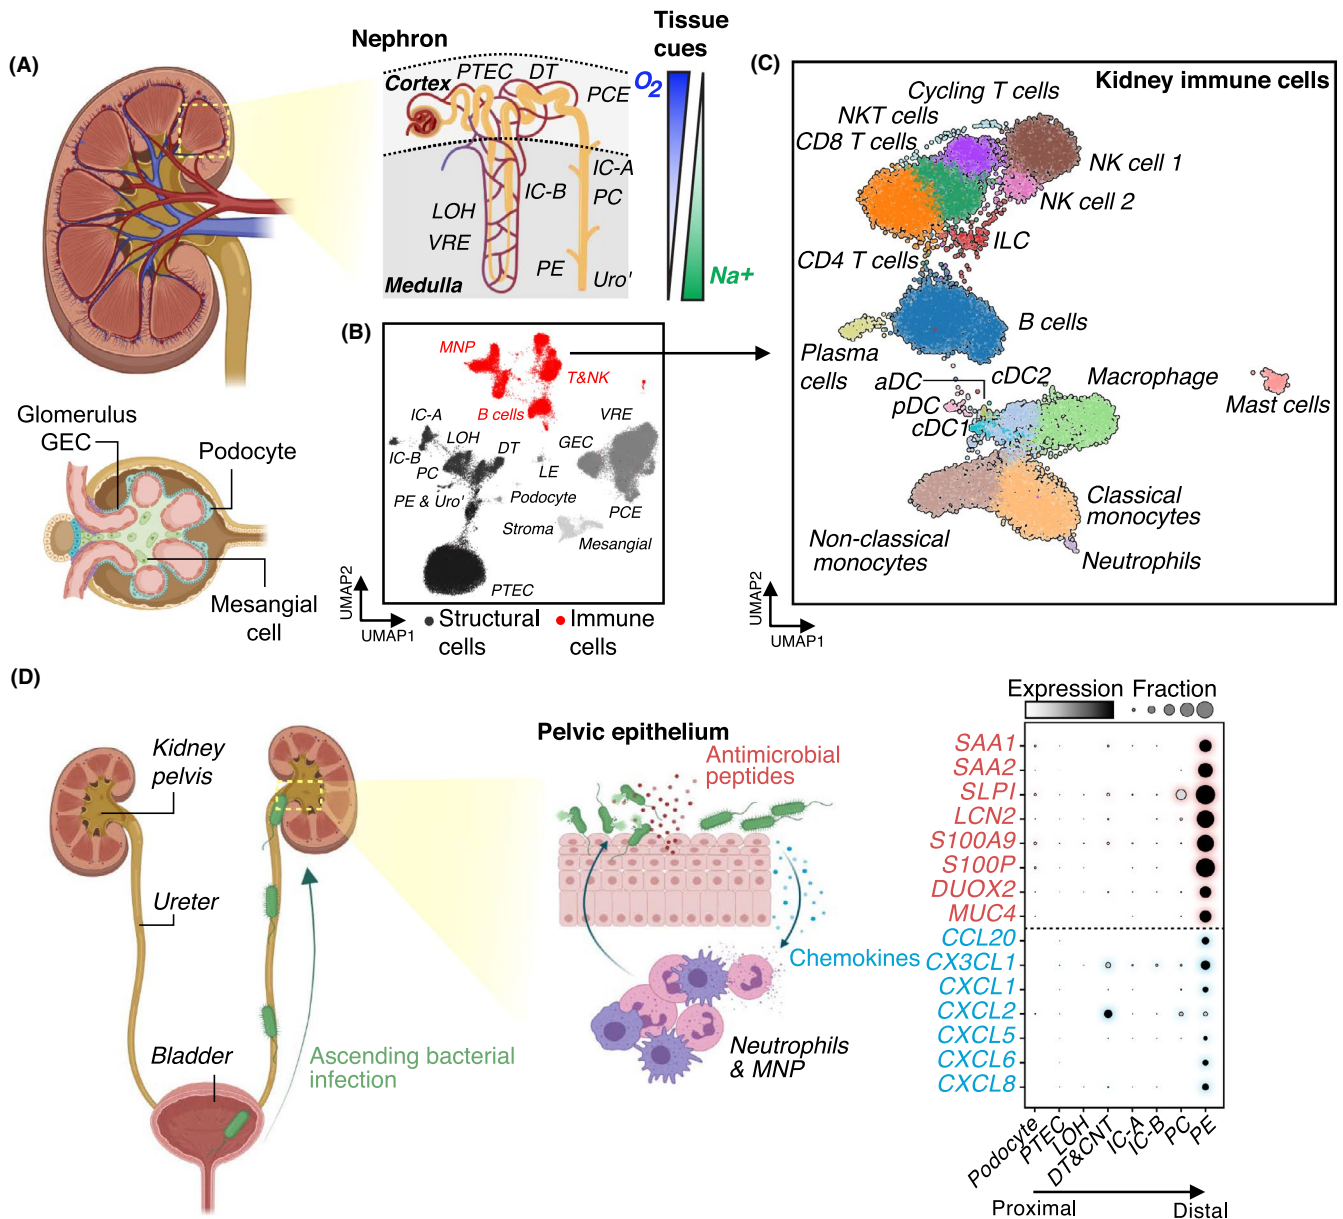 (A)
Nephron
Tissue
cues
Cortex
PTEC
DT
PCE
O2
IC-A
IC-B
PC
LOH
VRE
PE
Uro'
Medulla
Na+
Glomerulus
GEC
Podocyte
Mesangial
cell
(B)
MNP
T&NK
B cells
VRE
IC-A
LOH
DT
GEC
IC-B
PC
LE
PE & Uro'
Podocyte
PCE
Stroma
Mesangial
PTEC
UMAP2
UMAP1
Structural
cells
Immune
cells
(C)
Kidney immune cells
Cycling T cells
NKT cells
CD8 T cells
NK cell 1
NK cell 2
ILC
CD4 T cells
B cells
Plasma
cells
aDC
cDC2
Macrophage
pDC
cDC1
Mast cells
Classical
monocytes
Non-classical
monocytes
Neutrophils
UMAP2
UMAP1
(D)
Kidney
pelvis
Ureter
Bladder
Ascending bacterial
infection
Pelvic epithelium
Antimicrobial
peptides
Chemokines
Neutrophils
& MNP
Expression
Fraction
SAA1
SAA2
SLPI
LCN2
S100A9
S100P
DUOX2
MUC4
CCL20
CX3CL1
CXCL1
CXCL2
CXCL5
CXCL6
CXCL8
Podocyte
PTEC
LOH
DT&CNT
IC-A
IC-B
PC
PE
Proximal
Distal